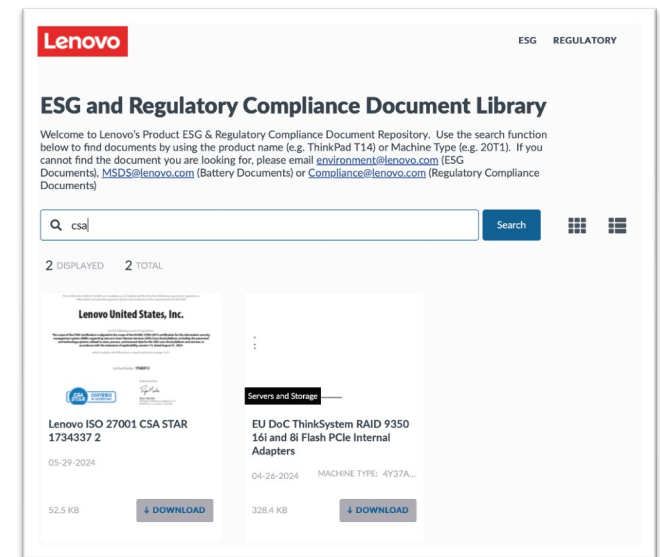 Lenovo
ESG REGULATORY
ESG and Regulatory Compliance Document Library
Welcome to Lenovo's Product ESG & Regulatory Compliance Document Repository. Use the search function
below to find documents by using the product name (e.g. ThinkPad T14) or Machine Type (e.g. 20T1). If you
cannot find the document you are looking for, please email environment@lenovo.com (ESG
Documents), MSDS@lenovo.com (Battery Documents) or Compliance@lenovo.com (Regulatory Compliance
Documents)
csa
Search
2 DISPLAYED 2 TOTAL
Lenovo United States, Inc.
CSA STAR
CERTIFIED
Lenovo ISO 27001 CSA STAR
1734337 2
05-29-2024
52.5 KB
↓ DOWNLOAD
:
:
Servers and Storage
EU DoC ThinkSystem RAID 9350
16i and 8i Flash PCIe Internal
Adapters
04-26-2024 MACHINE TYPE: 4Y37A...
328.4 KB
↓ DOWNLOAD